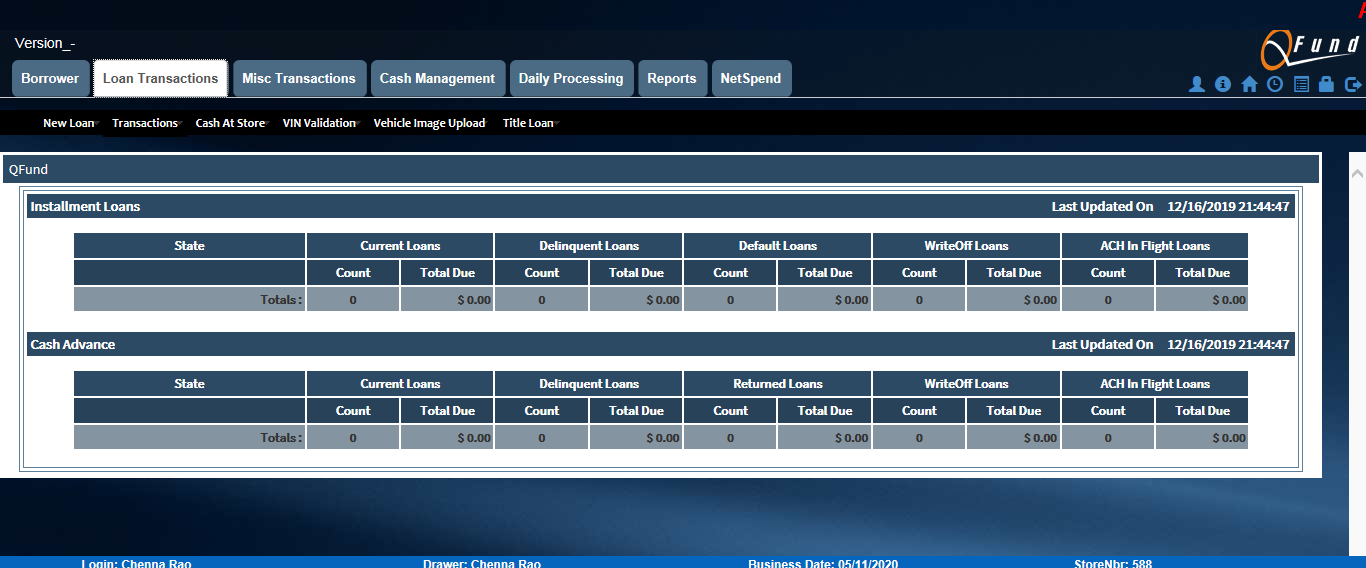 Version_-
QFund
Borrower Loan Transactions Misc Transactions Cash Management Daily Processing Reports NetSpend
New Loan Transactions Cash At Store VIN Validation Vehicle Image Upload Title Loan
QFund
Installment Loans Last Updated On 12/16/2019 21:44:47
State Current Loans Delinquent Loans Default Loans WriteOff Loans ACH In Flight Loans
Count Total Due Count Total Due Count Total Due Count Total Due Count Total Due
Totals : 0 $ 0.00 0 $ 0.00 0 $ 0.00 0 $ 0.00 0 $ 0.00
Cash Advance Last Updated On 12/16/2019 21:44:47
State Current Loans Delinquent Loans Returned Loans WriteOff Loans ACH In Flight Loans
Count Total Due Count Total Due Count Total Due Count Total Due Count Total Due
Totals : 0 $ 0.00 0 $ 0.00 0 $ 0.00 0 $ 0.00 0 $ 0.00
Login: Chenna Rao Drawer: Chenna Rao Business Date: 05/11/2020 StoreNbr: 588